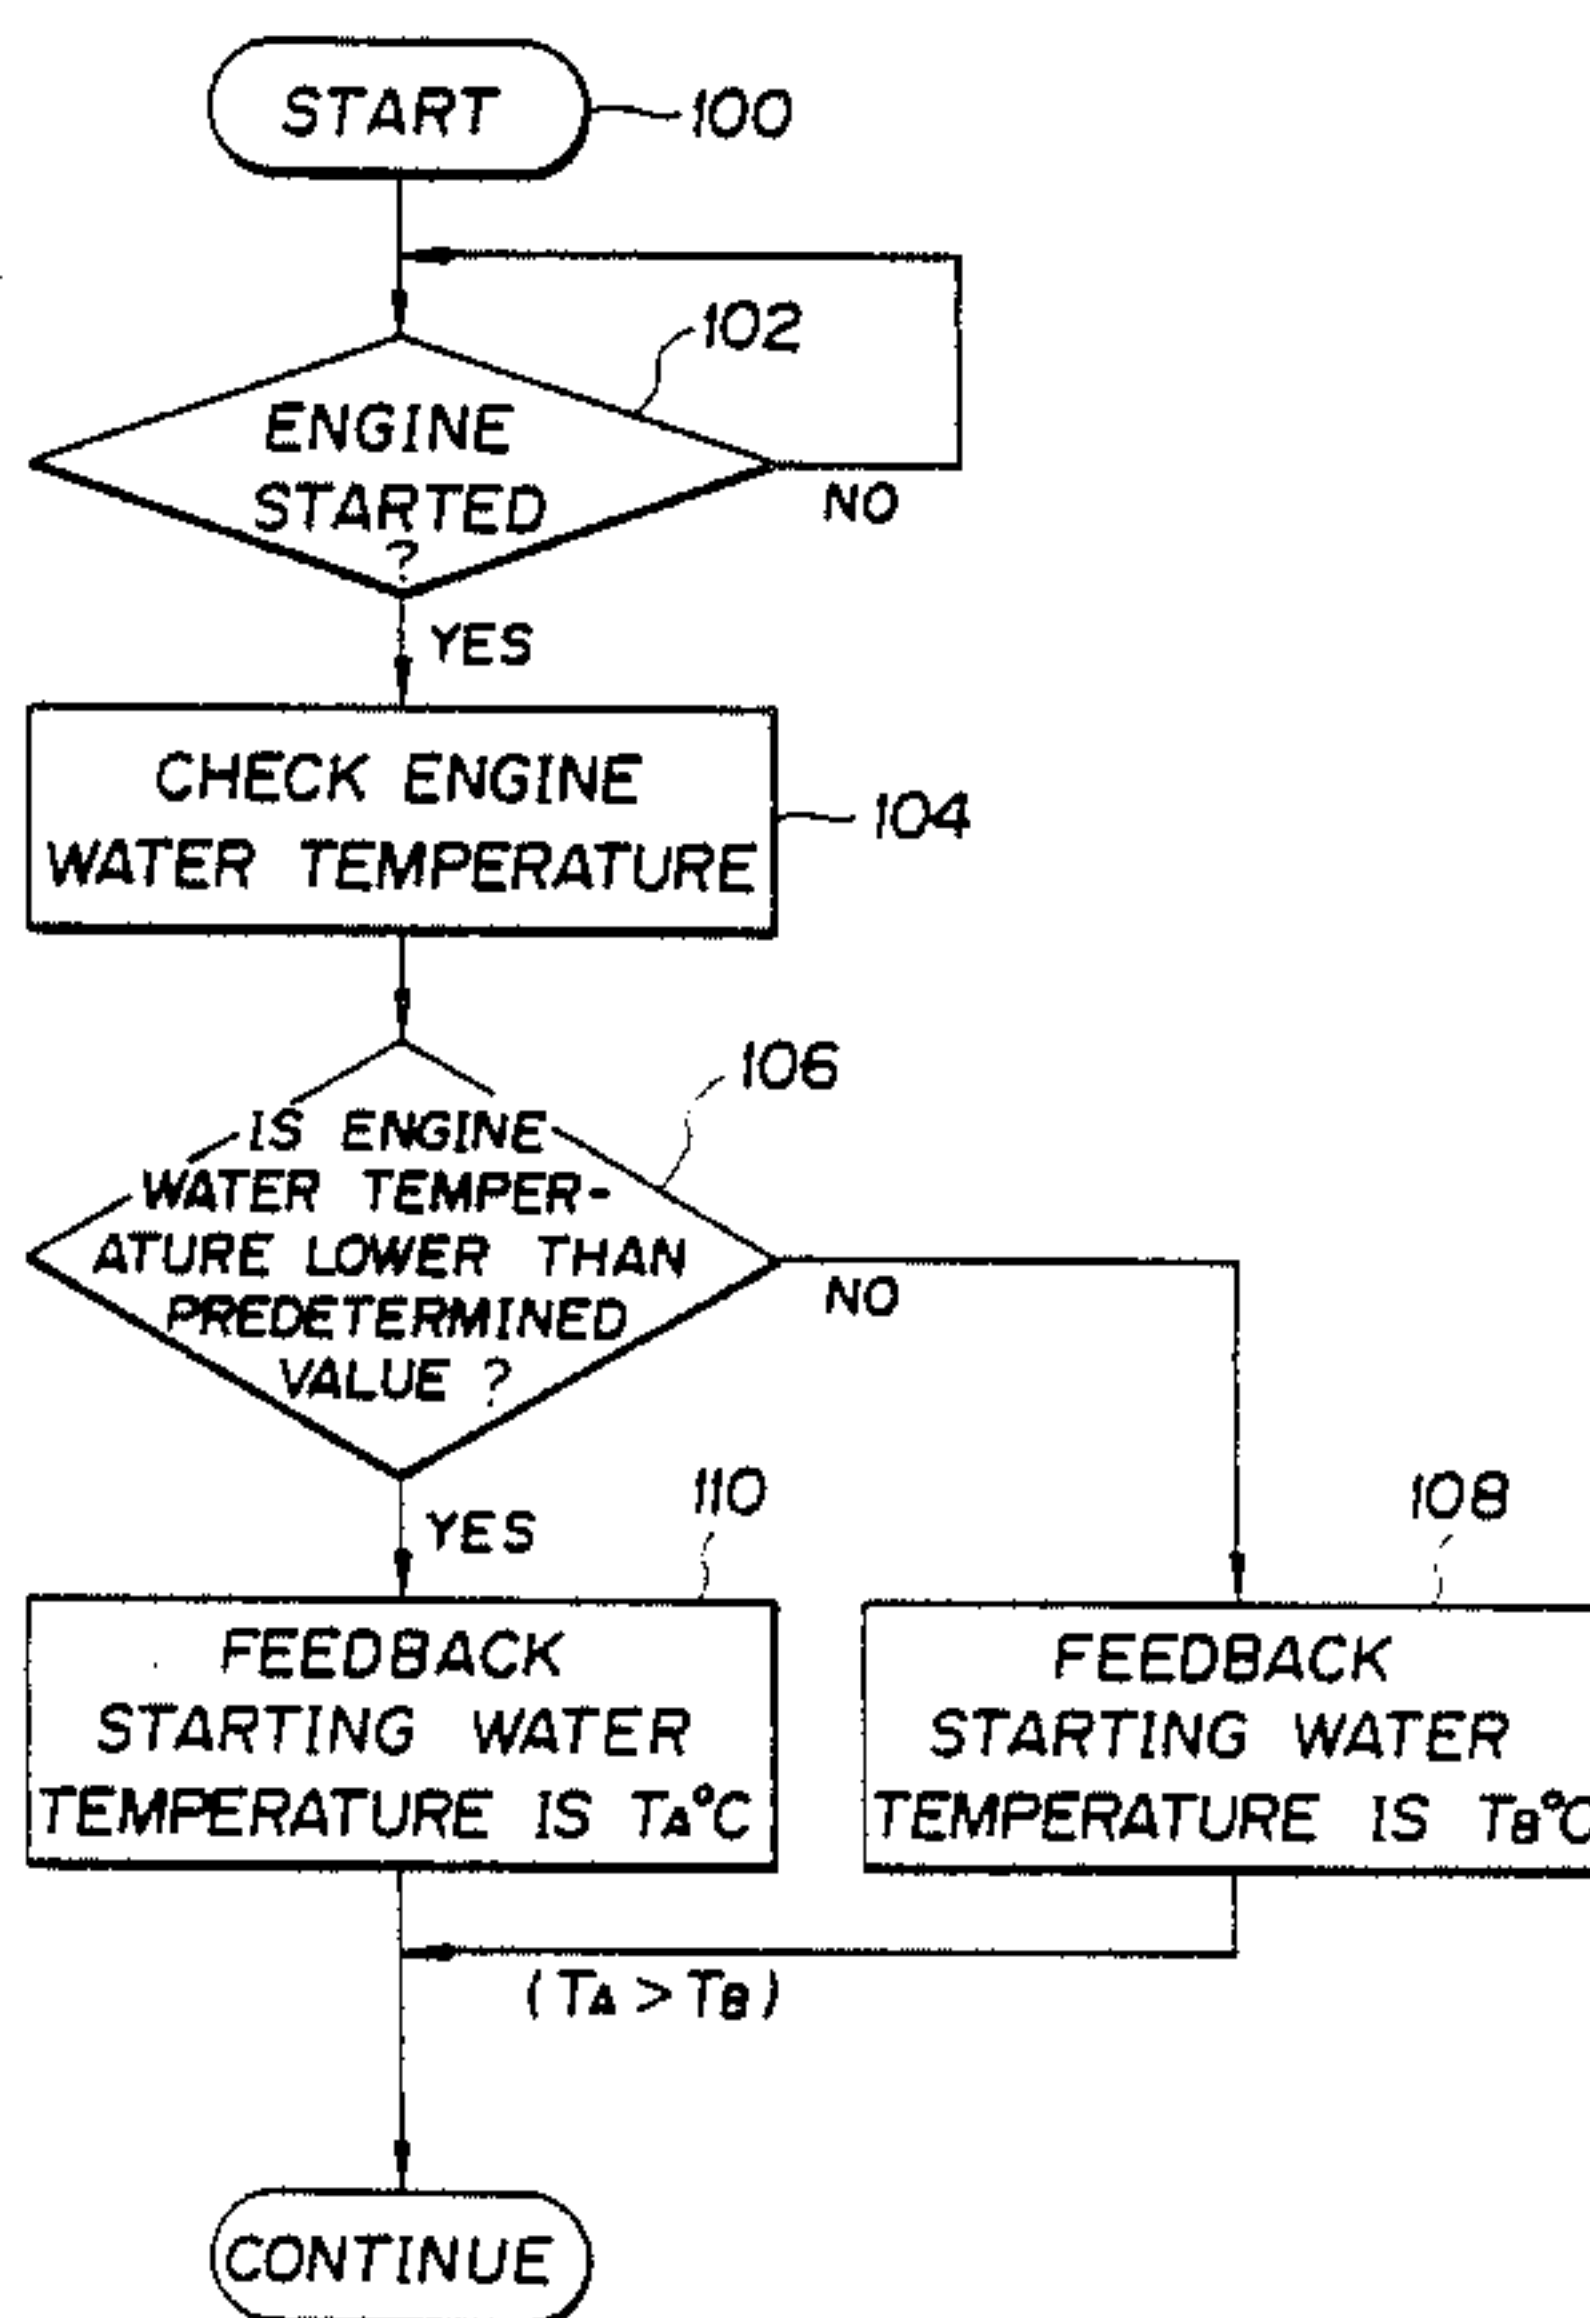 START
100
102
ENGINE
STARTED
?
NO
YES
CHECK ENGINE
WATER TEMPERATURE
104
106
IS ENGINE
WATER TEMPER-
ATURE LOWER THAN
PREDETERMINED
VALUE ?
NO
YES
110
108
FEEDBACK
STARTING WATER
TEMPERATURE IS TA°C
FEEDBACK
STARTING WATER
TEMPERATURE IS TB°C
(TA > TB)
CONTINUE